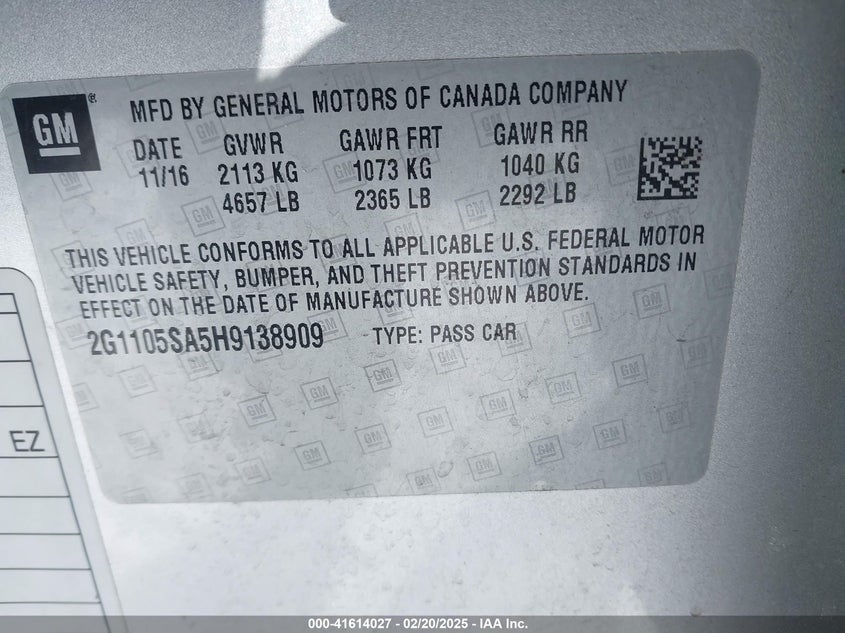 GM ®
MFD BY GENERAL MOTORS OF CANADA COMPANY
DATE GVWR GAWR FRT GAWR RR
11/16 2113 KG 1073 KG 1040 KG
4657 LB 2365 LB 2292 LB
THIS VEHICLE CONFORMS TO ALL APPLICABLE U.S. FEDERAL MOTOR
VEHICLE SAFETY, BUMPER, AND THEFT PREVENTION STANDARDS IN
EFFECT ON THE DATE OF MANUFACTURE SHOWN ABOVE.
2G1105SA5H9138909 TYPE: PASS CAR
EZ
000-41614027 - 02/20/2025 - IAA Inc.